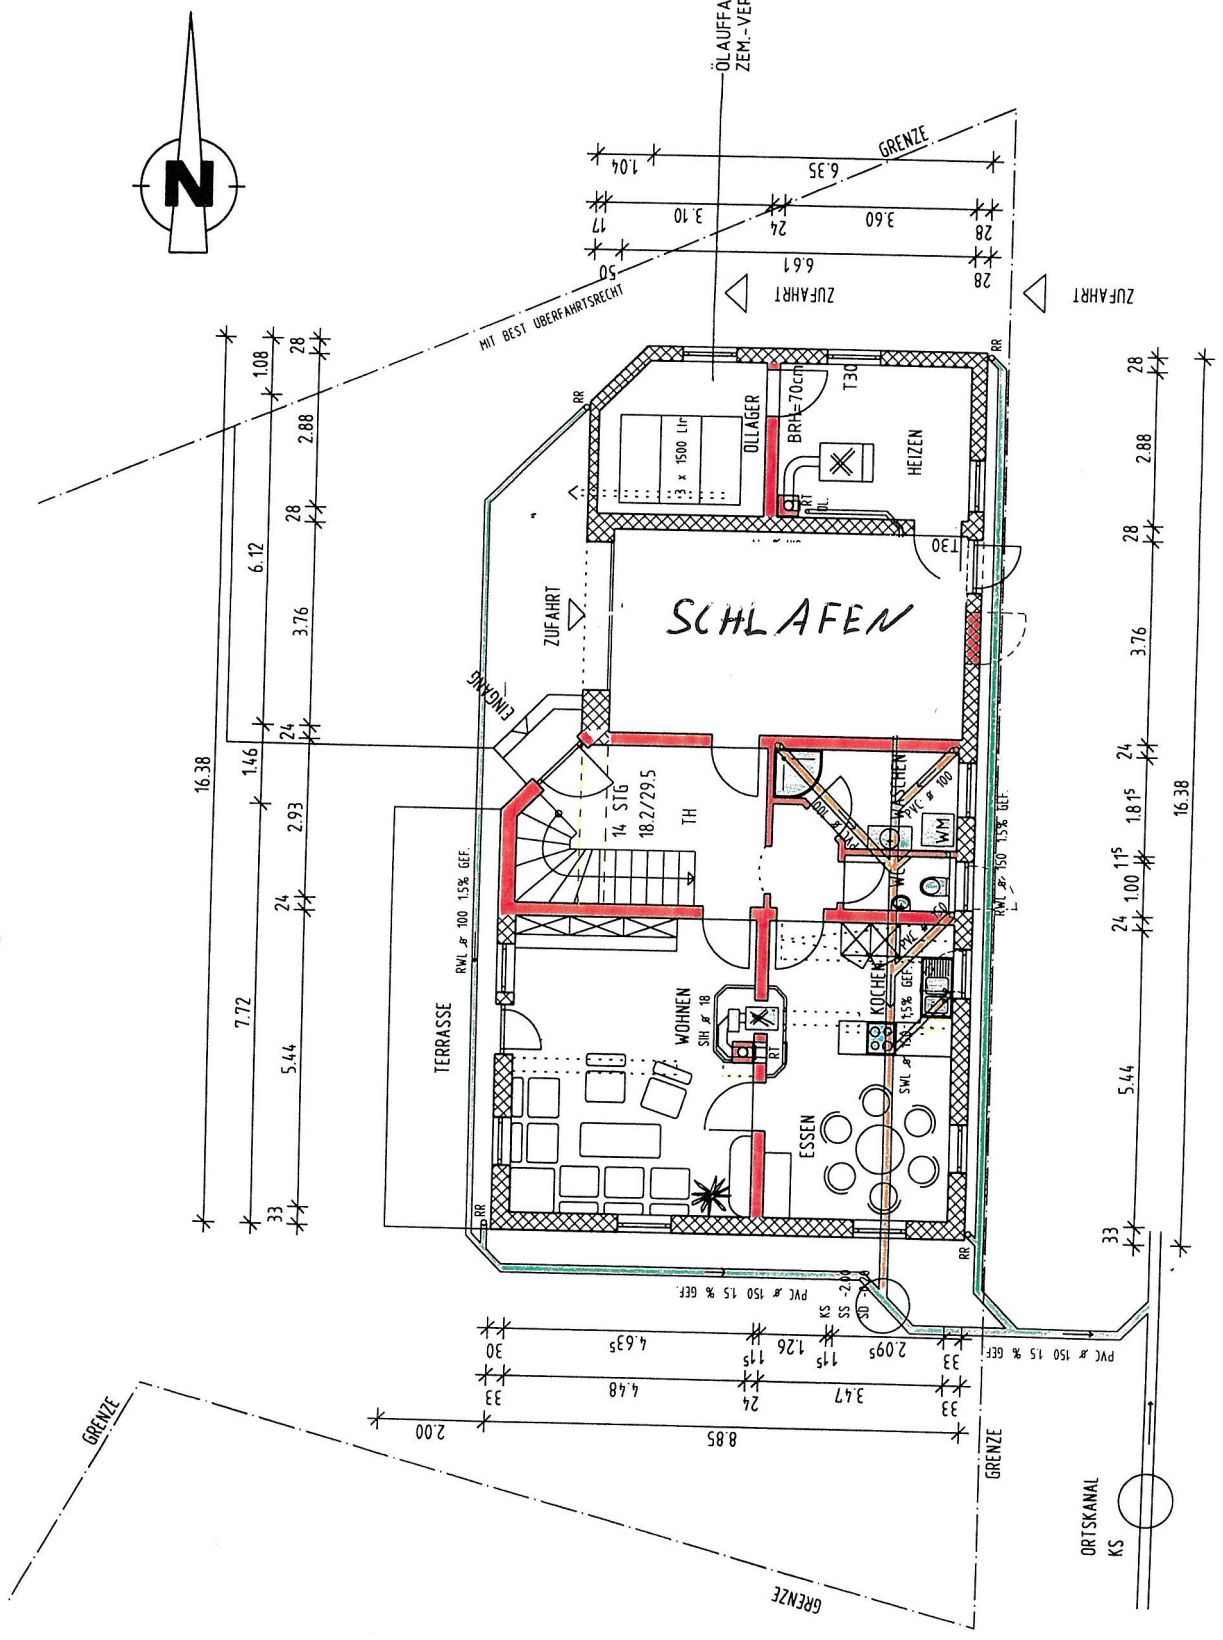 N
ÖLAUFFA
ZEM.-VER
GRENZE
1.04
6.35
17
3.10
24
3.60
28
50
6.61
28
ZUFAHRT
ZUFAHRT
MIT BEST ÜBERFAHRTSRECHT
16.38
1.08
6.12
1.46
7.72
28
2.88
28
3.76
24
2.93
24
5.44
33
RR
RR
ÖLLAGER
3 x 1500 Ltr
BRH=70cm
T30
HEIZEN
RT
ÖL.
T30
ZUFAHRT
SCHLAFEN
EINGANG
14 STG
18.2/29.5
TH
WASCHEN
PVC ø 100
PVC ø 100
WM
WC
RWL ø 150 1.5% GEF.
RWL ø 100 1.5% GEF.
TERRASSE
WOHNEN
SIH ø 18
RT
KOCHEN
SWL ø 150 1.5% GEF.
ESSEN
RR
RR
28
2.88
28
3.76
24
1.81⁵
11⁵
1.00
24
5.44
33
16.38
PVC ø 150 1.5 % GEF.
KS
SS -2.00
30
4.63⁵
11⁵
1.26
11⁵
2.09⁵
33
33
4.48
24
3.47
33
2.00
8.85
PVC ø 150 1.5 % GEF.
GRENZE
GRENZE
GRENZE
ORTSKANAL
KS